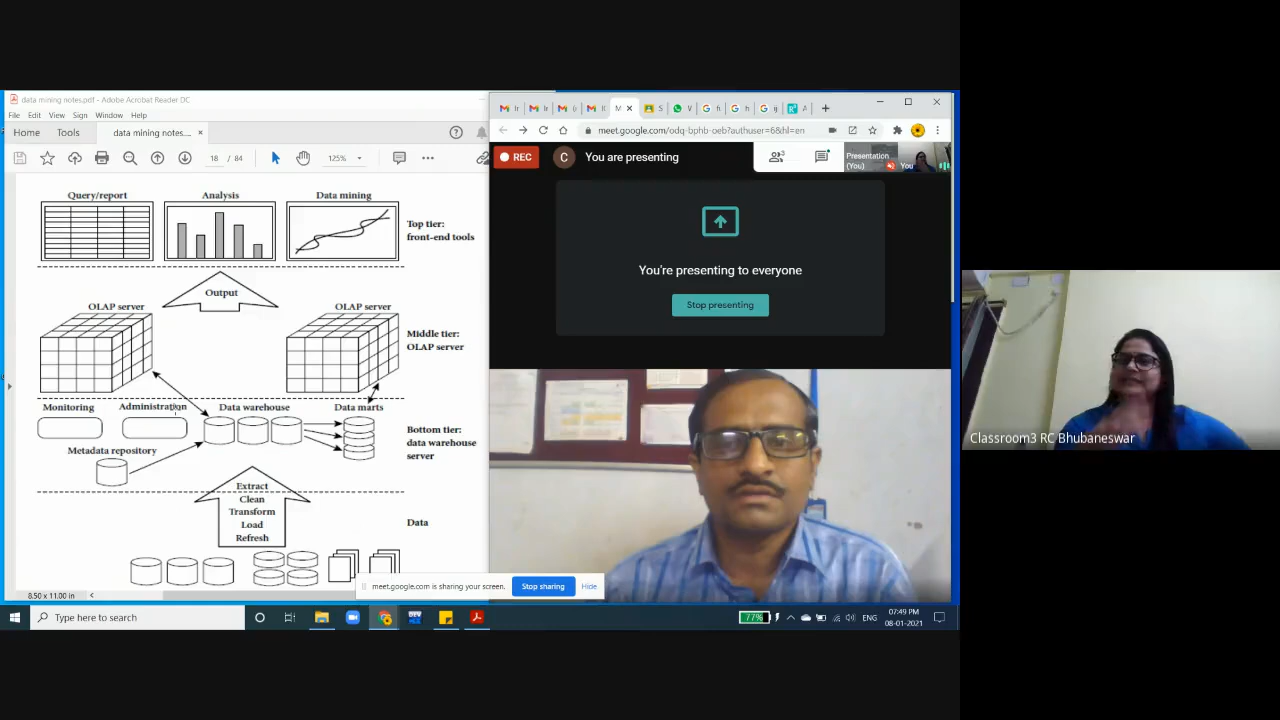 data mining notes.pdf - Adobe Acrobat Reader DC
File Edit View Sign Window Help
Home Tools data mining notes.... ×
18 / 84 125%
Query/report Analysis Data mining
Top tier:
front-end tools
Output
OLAP server OLAP server
Middle tier:
OLAP server
Monitoring Administration Data warehouse Data marts
Bottom tier:
data warehouse
server
Metadata repository
Extract
Clean
Transform
Load
Refresh
Data
8.50 x 11.00 in
meet.google.com/odq-bphb-oeb?authuser=6&hl=en
REC C You are presenting 3
Presentation
(You) You
You're presenting to everyone
Stop presenting
meet.google.com is sharing your screen. Stop sharing Hide
Type here to search
77% ENG
07:49 PM
08-01-2021
Classroom3 RC Bhubaneswar